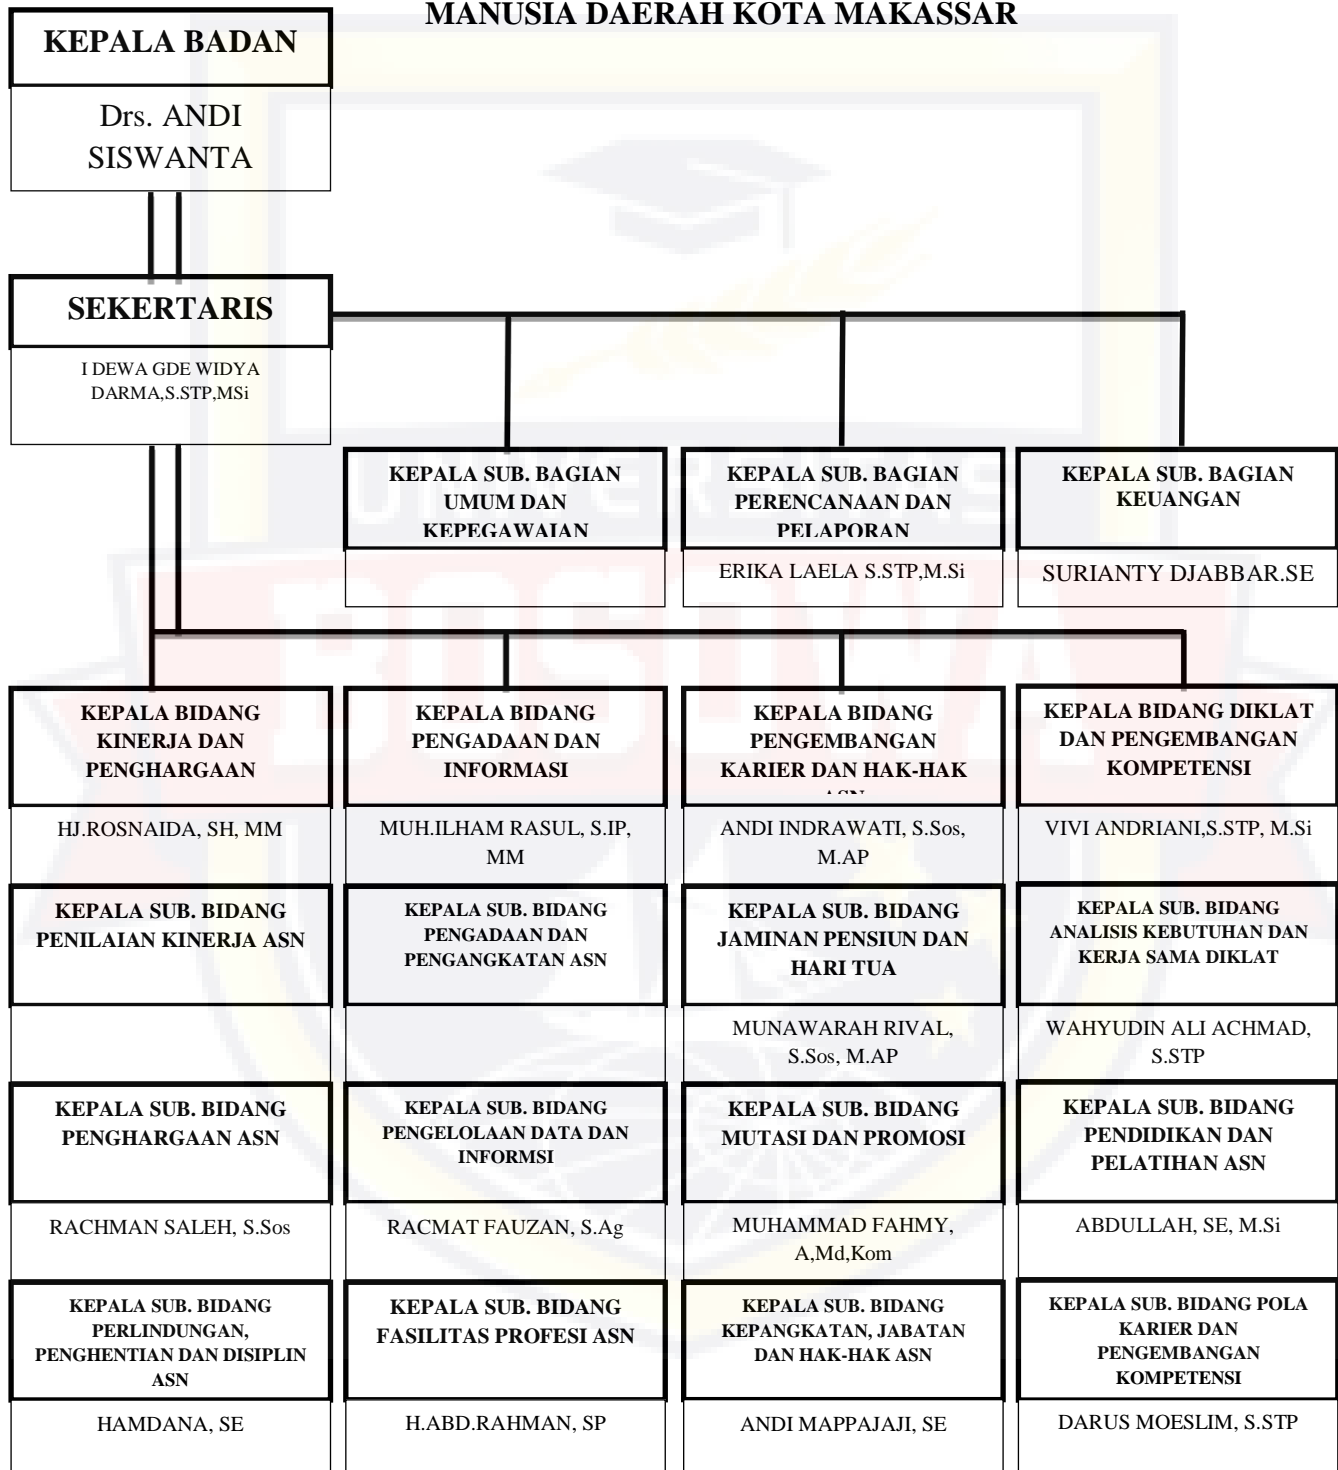 MANUSIA DAERAH KOTA MAKASSAR
KEPALA BADAN
Drs. ANDI
SISWANTA
SEKERTARIS
I DEWA GDE WIDYA
DARMA,S.STP,MSi
KEPALA SUB. BAGIAN
UMUM DAN
KEPEGAWAIAN
KEPALA SUB. BAGIAN
PERENCANAAN DAN
PELAPORAN
ERIKA LAELA S.STP,M.Si
KEPALA SUB. BAGIAN
KEUANGAN
SURIANTY DJABBAR.SE
UNIVERSITAS
BOSOWA
KEPALA BIDANG
KINERJA DAN
PENGHARGAAN
HJ.ROSNAIDA, SH, MM
KEPALA SUB. BIDANG
PENILAIAN KINERJA ASN
KEPALA SUB. BIDANG
PENGHARGAAN ASN
RACHMAN SALEH, S.Sos
KEPALA SUB. BIDANG
PERLINDUNGAN,
PENGHENTIAN DAN DISIPLIN
ASN
HAMDANA, SE
KEPALA BIDANG
PENGADAAN DAN
INFORMASI
MUH.ILHAM RASUL, S.IP,
MM
KEPALA SUB. BIDANG
PENGADAAN DAN
PENGANGKATAN ASN
KEPALA SUB. BIDANG
PENGELOLAAN DATA DAN
INFORMSI
RACMAT FAUZAN, S.Ag
KEPALA SUB. BIDANG
FASILITAS PROFESI ASN
H.ABD.RAHMAN, SP
KEPALA BIDANG
PENGEMBANGAN
KARIER DAN HAK-HAK
ASN
ANDI INDRAWATI, S.Sos,
M.AP
KEPALA SUB. BIDANG
JAMINAN PENSIUN DAN
HARI TUA
MUNAWARAH RIVAL,
S.Sos, M.AP
KEPALA SUB. BIDANG
MUTASI DAN PROMOSI
MUHAMMAD FAHMY,
A,Md,Kom
KEPALA SUB. BIDANG
KEPANGKATAN, JABATAN
DAN HAK-HAK ASN
ANDI MAPPAJAJI, SE
KEPALA BIDANG DIKLAT
DAN PENGEMBANGAN
KOMPETENSI
VIVI ANDRIANI,S.STP, M.Si
KEPALA SUB. BIDANG
ANALISIS KEBUTUHAN DAN
KERJA SAMA DIKLAT
WAHYUDIN ALI ACHMAD,
S.STP
KEPALA SUB. BIDANG
PENDIDIKAN DAN
PELATIHAN ASN
ABDULLAH, SE, M.Si
KEPALA SUB. BIDANG POLA
KARIER DAN
PENGEMBANGAN
KOMPETENSI
DARUS MOESLIM, S.STP